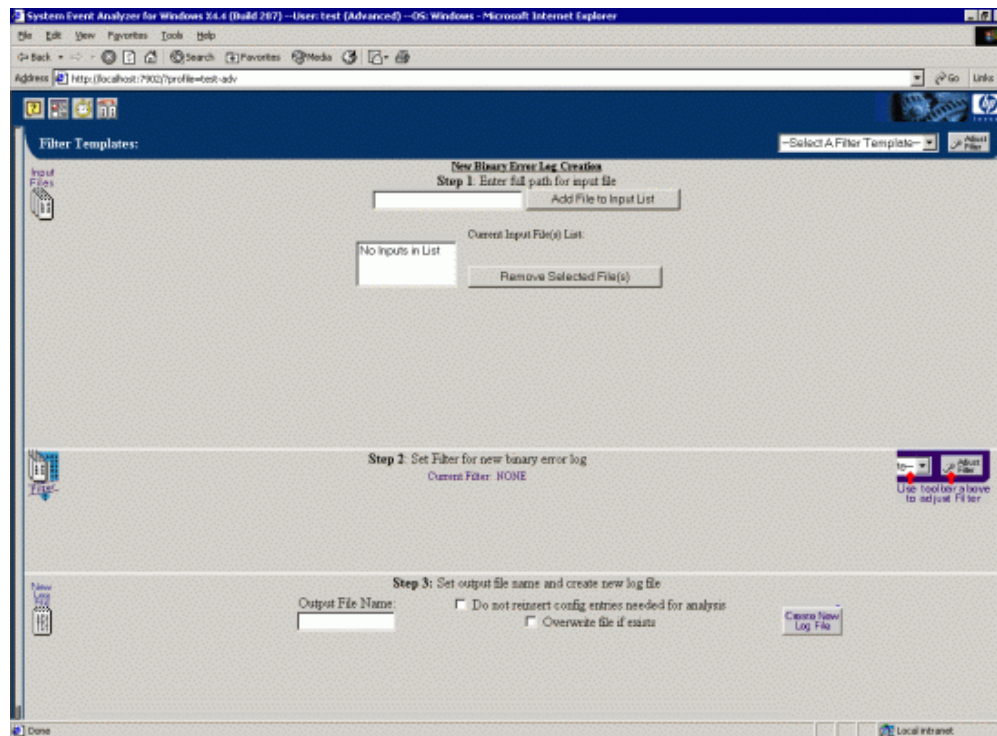 System Event Analyzer for Windows X4.4 (Build 287) --User: test (Advanced) --OS: Windows - Microsoft Internet Explorer
File Edit View Favorites Tools Help
Back Search Favorites Media
Address http://localhost:7902/?profile=test-adv Go Links
hp
Filter Templates: --Select A Filter Template-- Adjust Filter
Input Files
New Binary Error Log Creation
Step 1: Enter full path for input file
Add File to Input List
Current Input File(s) List:
No Inputs in List
Remove Selected File(s)
Filter
Step 2: Set Filter for new binary error log
Current Filter: NONE
te-- Adjust Filter
Use toolbar above to adjust Filter
New Log File
Step 3: Set output file name and create new log file
Output File Name: Do not reinsert config entries needed for analysis
Overwrite file if exists
Create New Log File
Done Local intranet